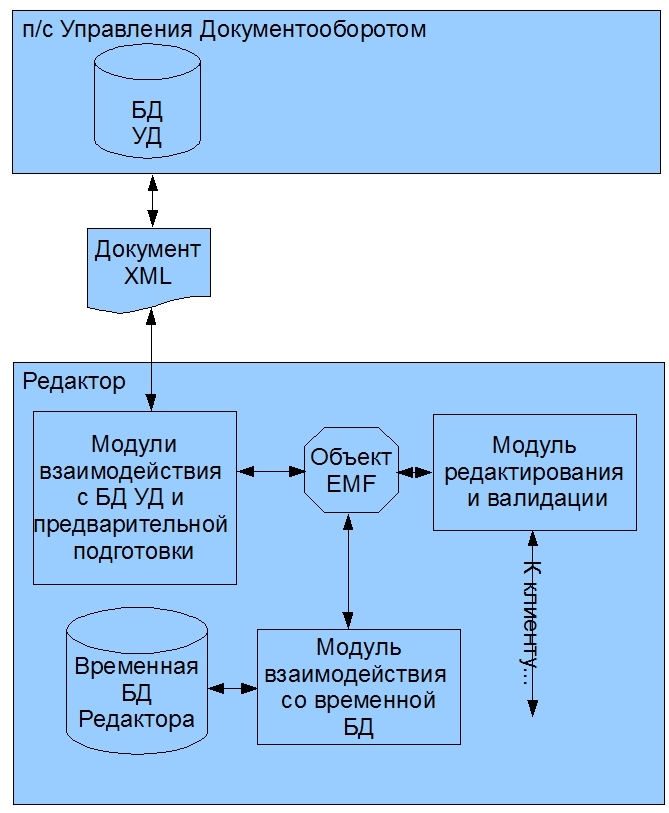 п/с Управления Документооборотом
БД
УД
Документ
XML
Редактор
Модули
взаимодействия
с БД УД и
предварительной
подготовки
Объект
EMF
Модуль
редактирования
и валидации
К клиенту...
Временная
БД
Редактора
Модуль
взаимодействия
со временной
БД